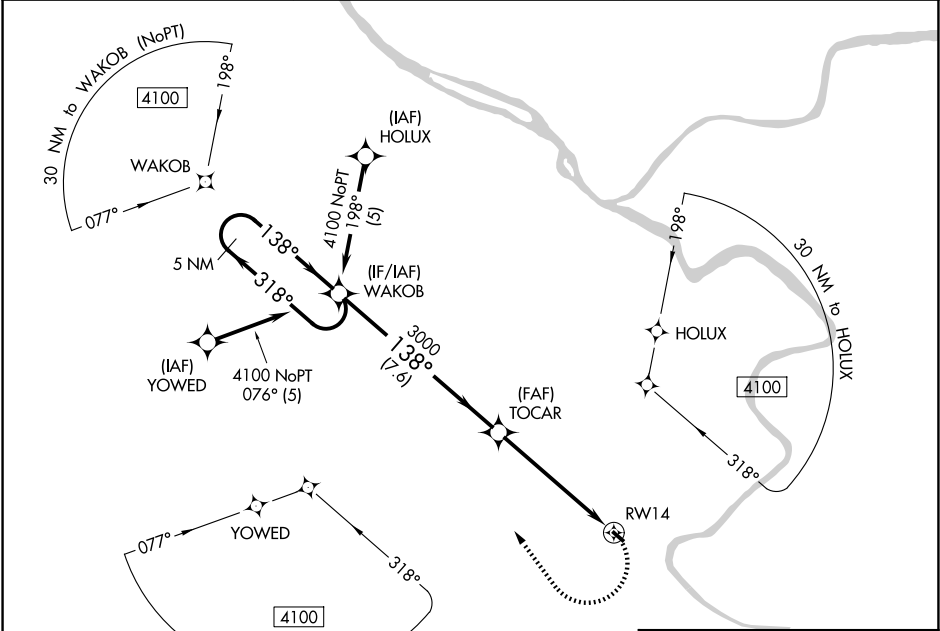 30 NM to WAKOB (NoPT)
198°
4100
WAKOB
077°
(IAF)
HOLUX
4100 NoPT
198°
(5)
138°
5 NM
318°
(IF/IAF)
WAKOB
(IAF)
YOWED
4100 NoPT
076° (5)
3000
138°
(7.6)
(FAF)
TOCAR
RW14
198°
30 NM to HOLUX
HOLUX
4100
318°
077°
YOWED
318°
4100